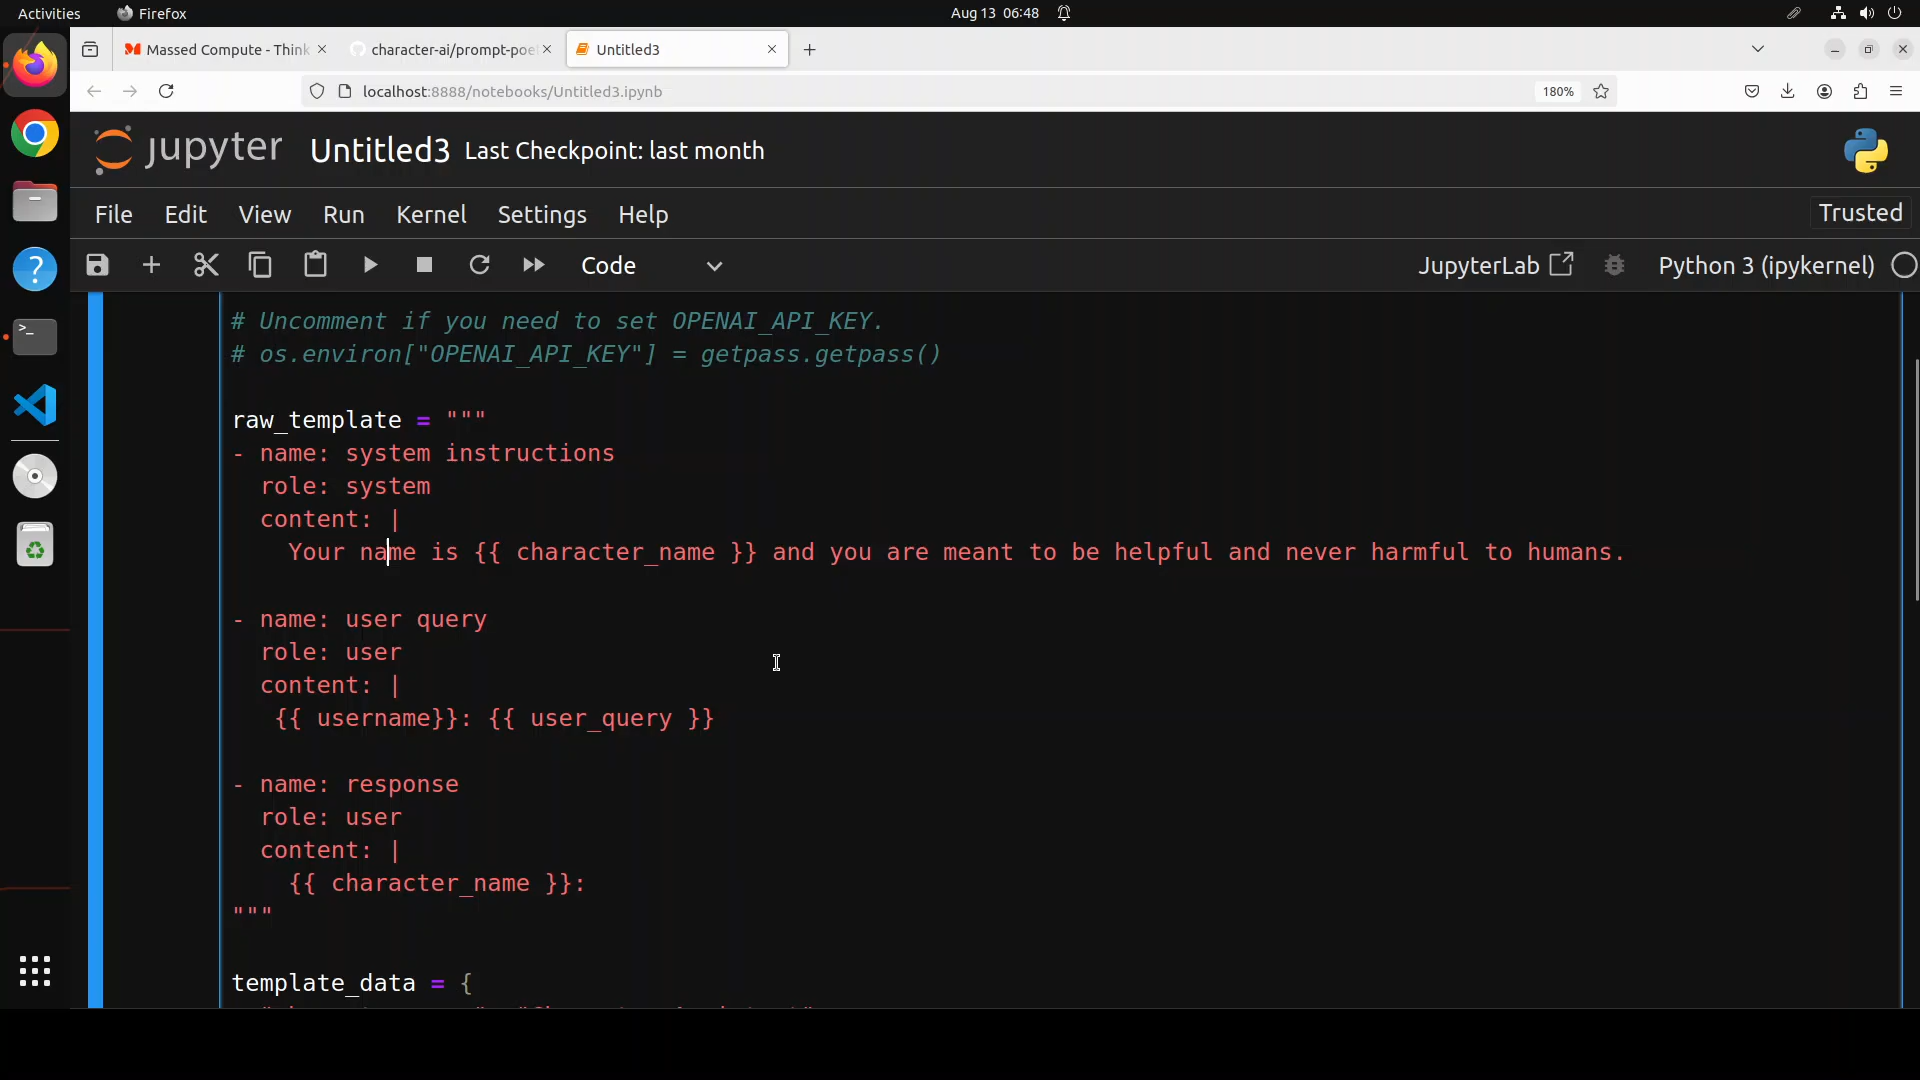 Activities Firefox Aug 13 06:48
Massed Compute - Think character-ai/prompt-poe Untitled3
localhost:8888/notebooks/Untitled3.ipynb 180%
jupyter Untitled3 Last Checkpoint: last month
File Edit View Run Kernel Settings Help Trusted
Code JupyterLab Python 3 (ipykernel)
# Uncomment if you need to set OPENAI_API_KEY.
# os.environ["OPENAI_API_KEY"] = getpass.getpass()
raw_template = """
- name: system instructions
role: system
content: |
Your name is {{ character_name }} and you are meant to be helpful and never harmful to humans.
- name: user query
role: user
content: |
{{ username}}: {{ user_query }}
- name: response
role: user
content: |
{{ character_name }}:
"""
template_data = {